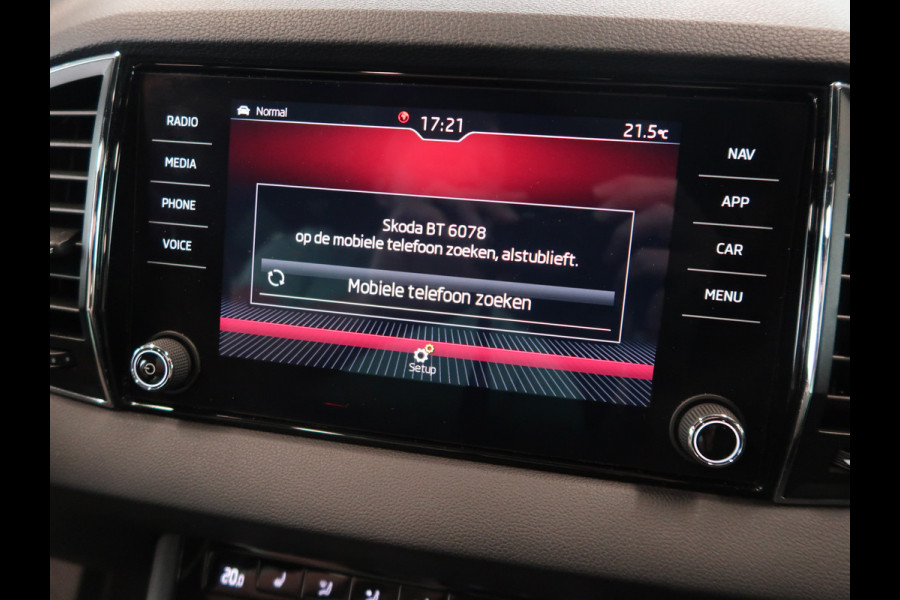 Normal
17:21
21.5°C
RADIO
MEDIA
PHONE
VOICE
NAV
APP
CAR
MENU
Skoda BT 6078
op de mobiele telefoon zoeken, alstublieft.
Mobiele telefoon zoeken
Setup
20.0